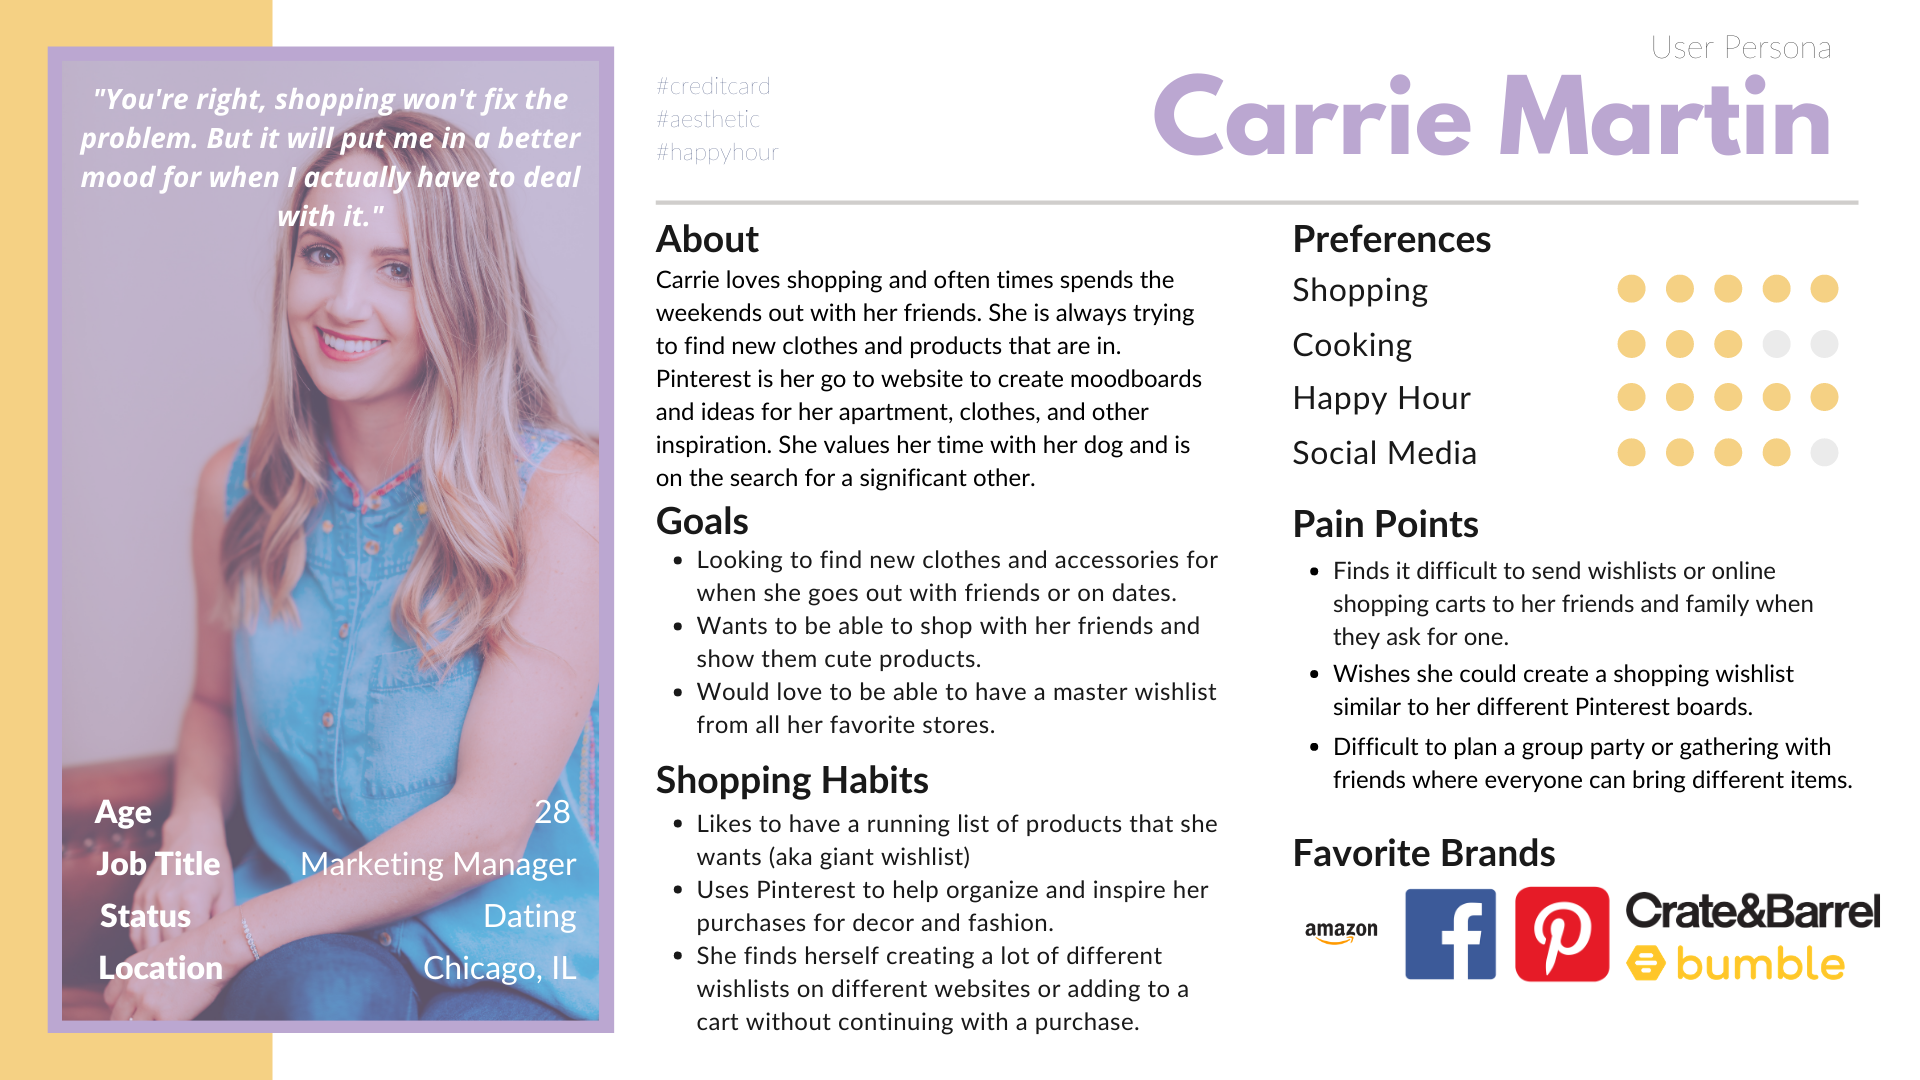 "You're right, shopping won't fix the
problem. But it will put me in a better
mood for when I actually have to deal
with it."
Age 28
Job Title Marketing Manager
Status Dating
Location Chicago, IL
#creditcard
#aesthetic
#happyhour
User Persona
Carrie Martin
About
Carrie loves shopping and often times spends the
weekends out with her friends. She is always trying
to find new clothes and products that are in.
Pinterest is her go to website to create moodboards
and ideas for her apartment, clothes, and other
inspiration. She values her time with her dog and is
on the search for a significant other.
Goals
• Looking to find new clothes and accessories for
when she goes out with friends or on dates.
• Wants to be able to shop with her friends and
show them cute products.
• Would love to be able to have a master wishlist
from all her favorite stores.
Shopping Habits
• Likes to have a running list of products that she
wants (aka giant wishlist)
• Uses Pinterest to help organize and inspire her
purchases for decor and fashion.
• She finds herself creating a lot of different
wishlists on different websites or adding to a
cart without continuing with a purchase.
Preferences
Shopping
Cooking
Happy Hour
Social Media
Pain Points
• Finds it difficult to send wishlists or online
shopping carts to her friends and family when
they ask for one.
• Wishes she could create a shopping wishlist
similar to her different Pinterest boards.
• Difficult to plan a group party or gathering with
friends where everyone can bring different items.
Favorite Brands
amazon
f
P
Crate&Barrel
bumble